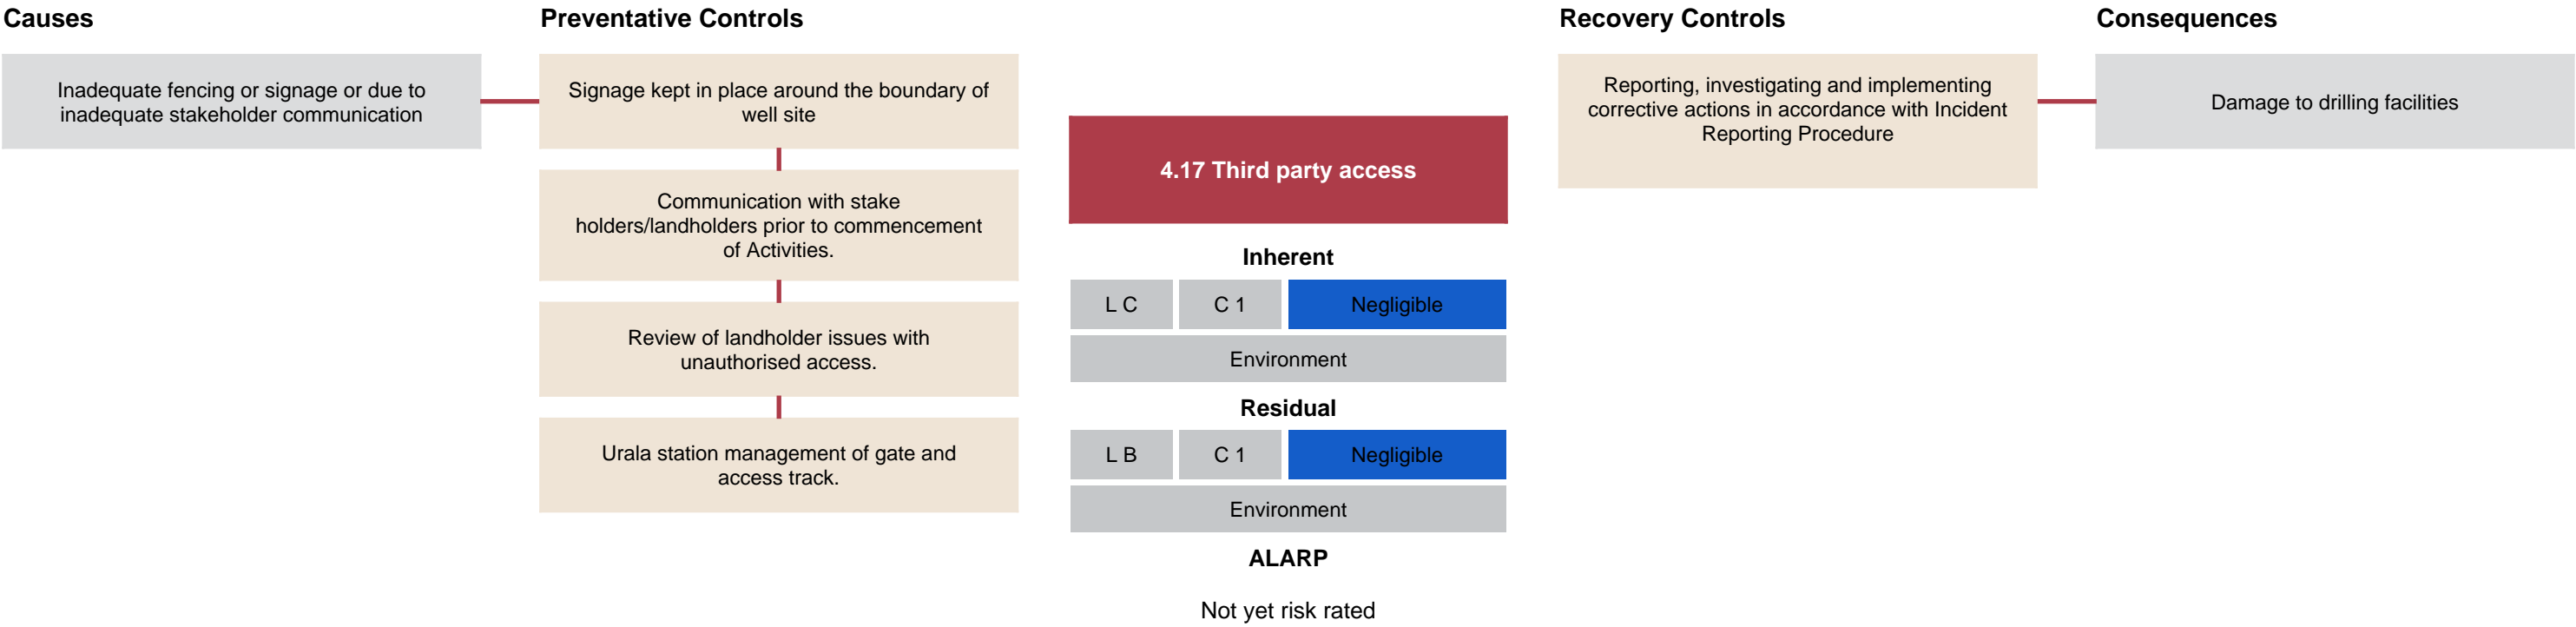 Causes
Preventative Controls
Recovery Controls
Consequences
Inadequate fencing or signage or due to
inadequate stakeholder communication
Signage kept in place around the boundary of
well site
Communication with stake
holders/landholders prior to commencement
of Activities.
Review of landholder issues with
unauthorised access.
Urala station management of gate and
access track.
4.17 Third party access
Inherent
L C
C 1
Negligible
Environment
Residual
L B
C 1
Negligible
Environment
ALARP
Not yet risk rated
Reporting, investigating and implementing
corrective actions in accordance with Incident
Reporting Procedure
Damage to drilling facilities